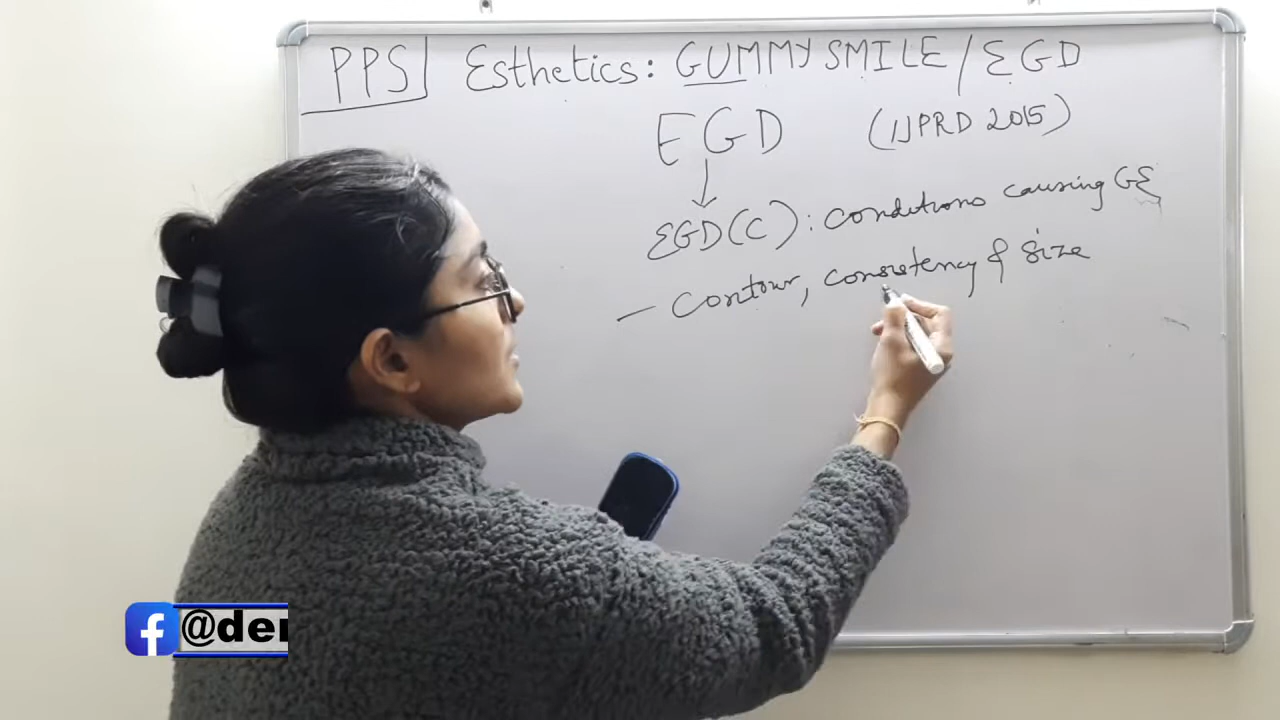 PPS Esthetics: GUMMY SMILE / EGD
EGD (IJPRD 2015)
EGD(C): conditions causing GE
— Contour, consistency & size
@der